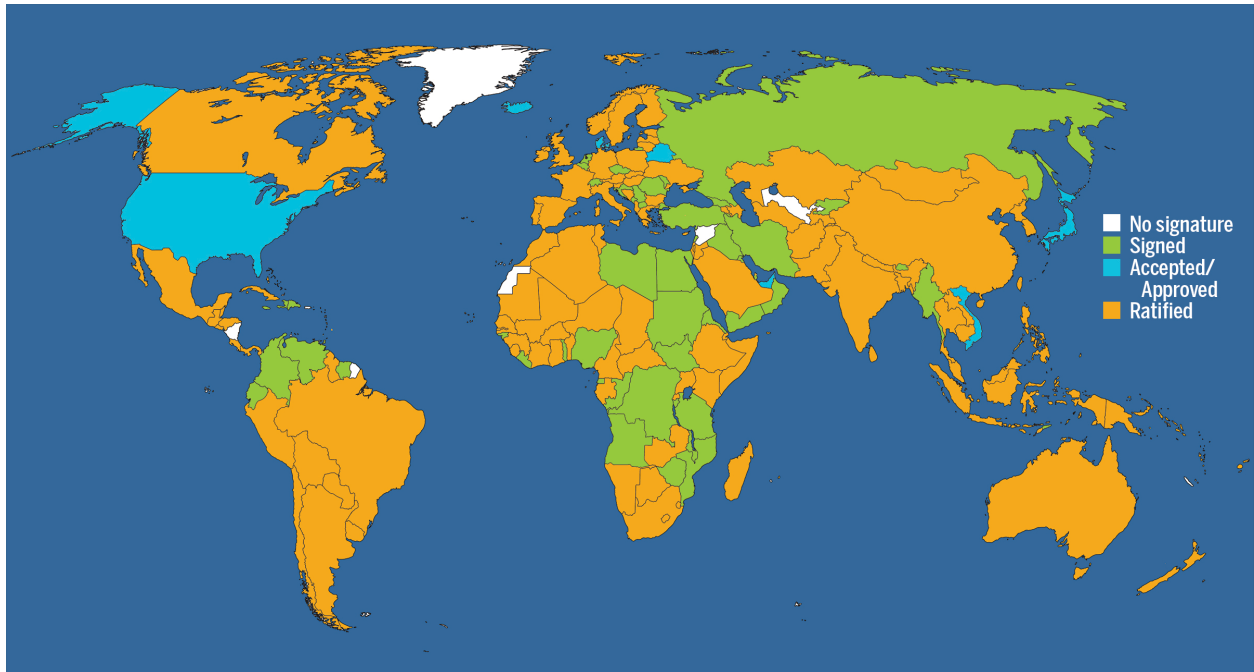 No signature
Signed
Accepted/
Approved
Ratified